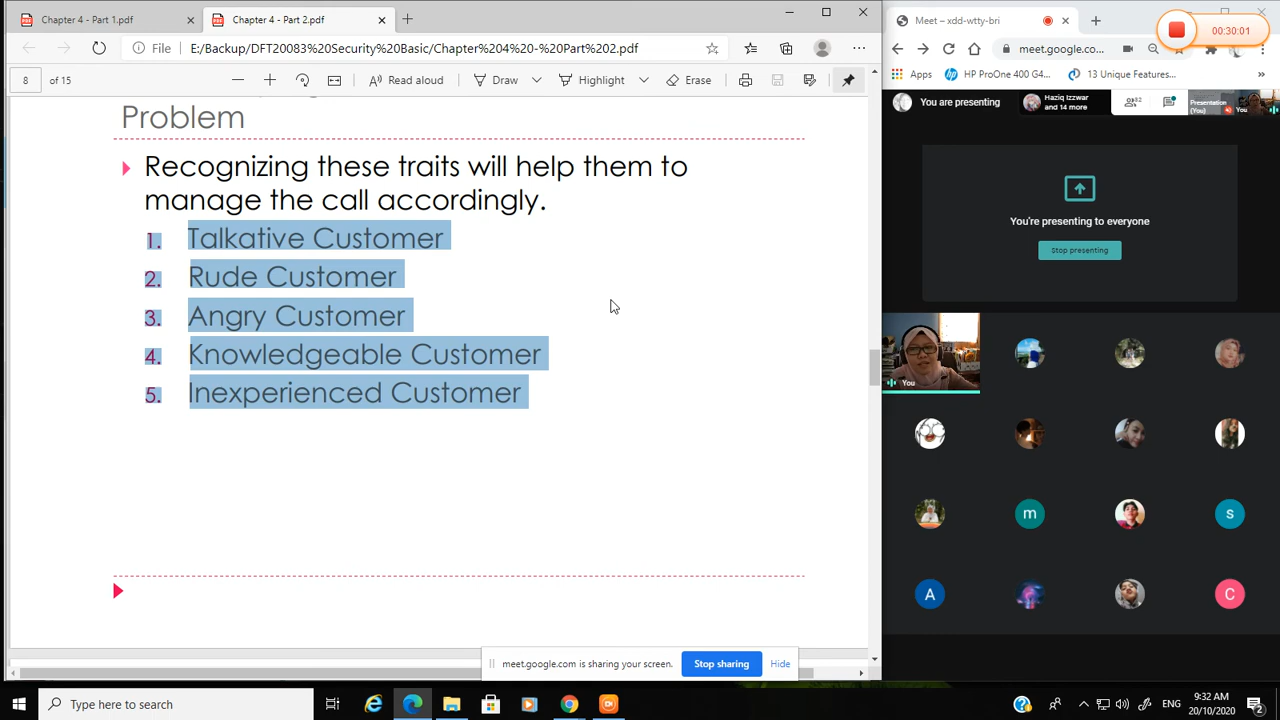 Chapter 4 - Part 1.pdf
Chapter 4 - Part 2.pdf
File
E:/Backup/DFT20083%20Security%20Basic/Chapter%204%20-%20Part%202.pdf
8 of 15
Read aloud
Draw
Highlight
Erase
Problem
Recognizing these traits will help them to
manage the call accordingly.
1. Talkative Customer
2. Rude Customer
3. Angry Customer
4. Knowledgeable Customer
5. Inexperienced Customer
meet.google.com is sharing your screen.
Stop sharing
Hide
Meet – xdd-wtty-bri
00:30:01
meet.google.co...
Apps
HP ProOne 400 G4...
13 Unique Features...
You are presenting
Haziq Izzwar
and 14 more
32
Presentation
(You)
You
You're presenting to everyone
Stop presenting
You
m
s
A
C
Type here to search
ENG
9:32 AM
20/10/2020
2